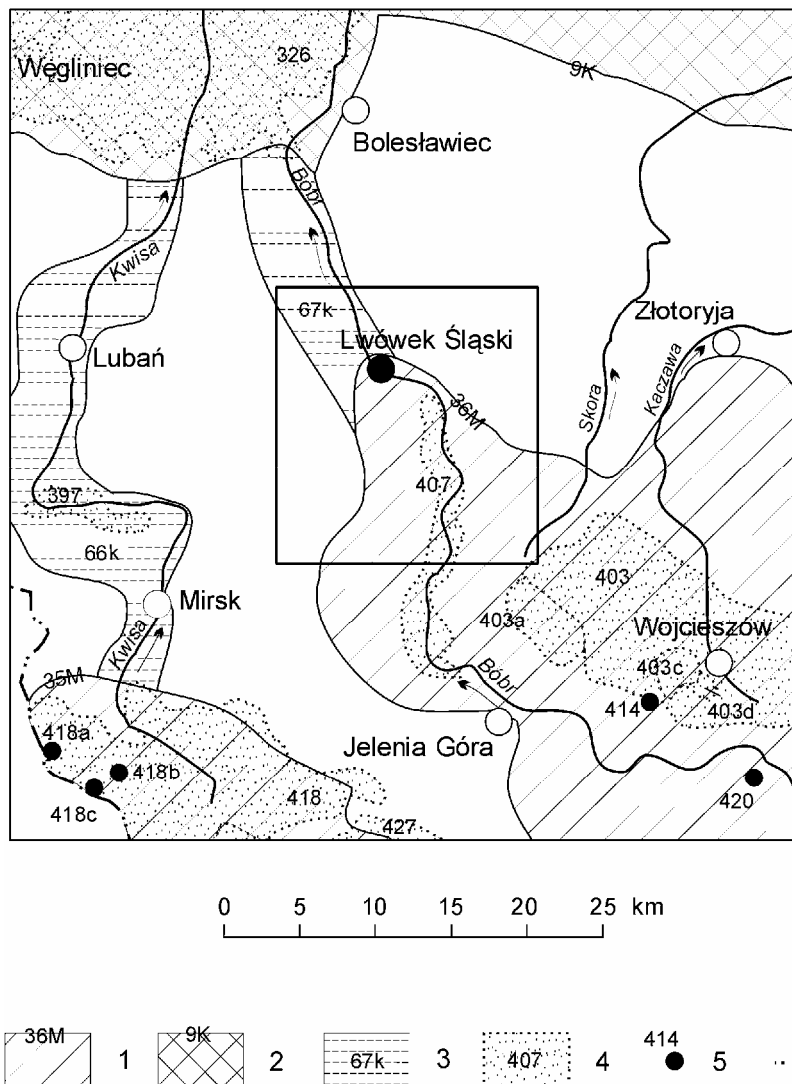 326
Węgliniec
9K
Bolesławiec
Bóbr
Kwisa
67k
Złotoryja
Lwówek Śląski
Lubań
Kaczawa
Skora
36M
407
397
66k
403
Mirsk
403a
Wojcieszów
Kwisa
403c
Bóbr
35M
414
403d
418a
Jelenia Góra
418b
418
420
418c
427
0 5 10 15 20 25 km
36M 1 9K 2 67k 3 407 4 414 5